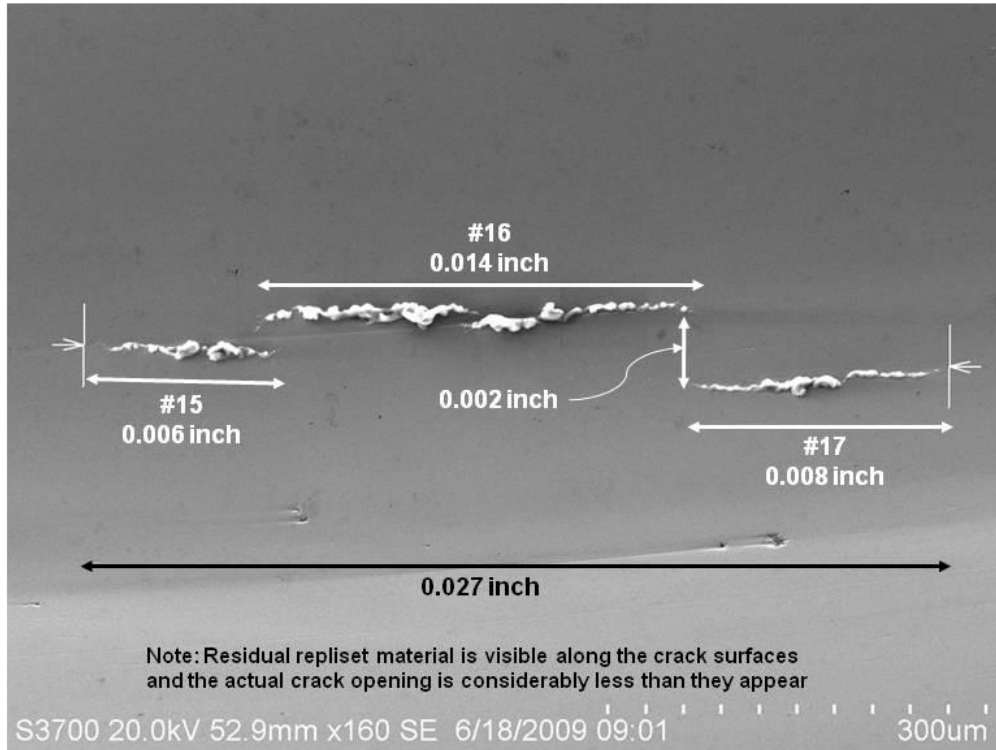 #16
0.014 inch
0.002 inch
#15
0.006 inch
#17
0.008 inch
0.027 inch
Note: Residual repliset material is visible along the crack surfaces
and the actual crack opening is considerably less than they appear
S3700 20.0kV 52.9mm x160 SE 6/18/2009 09:01 300um